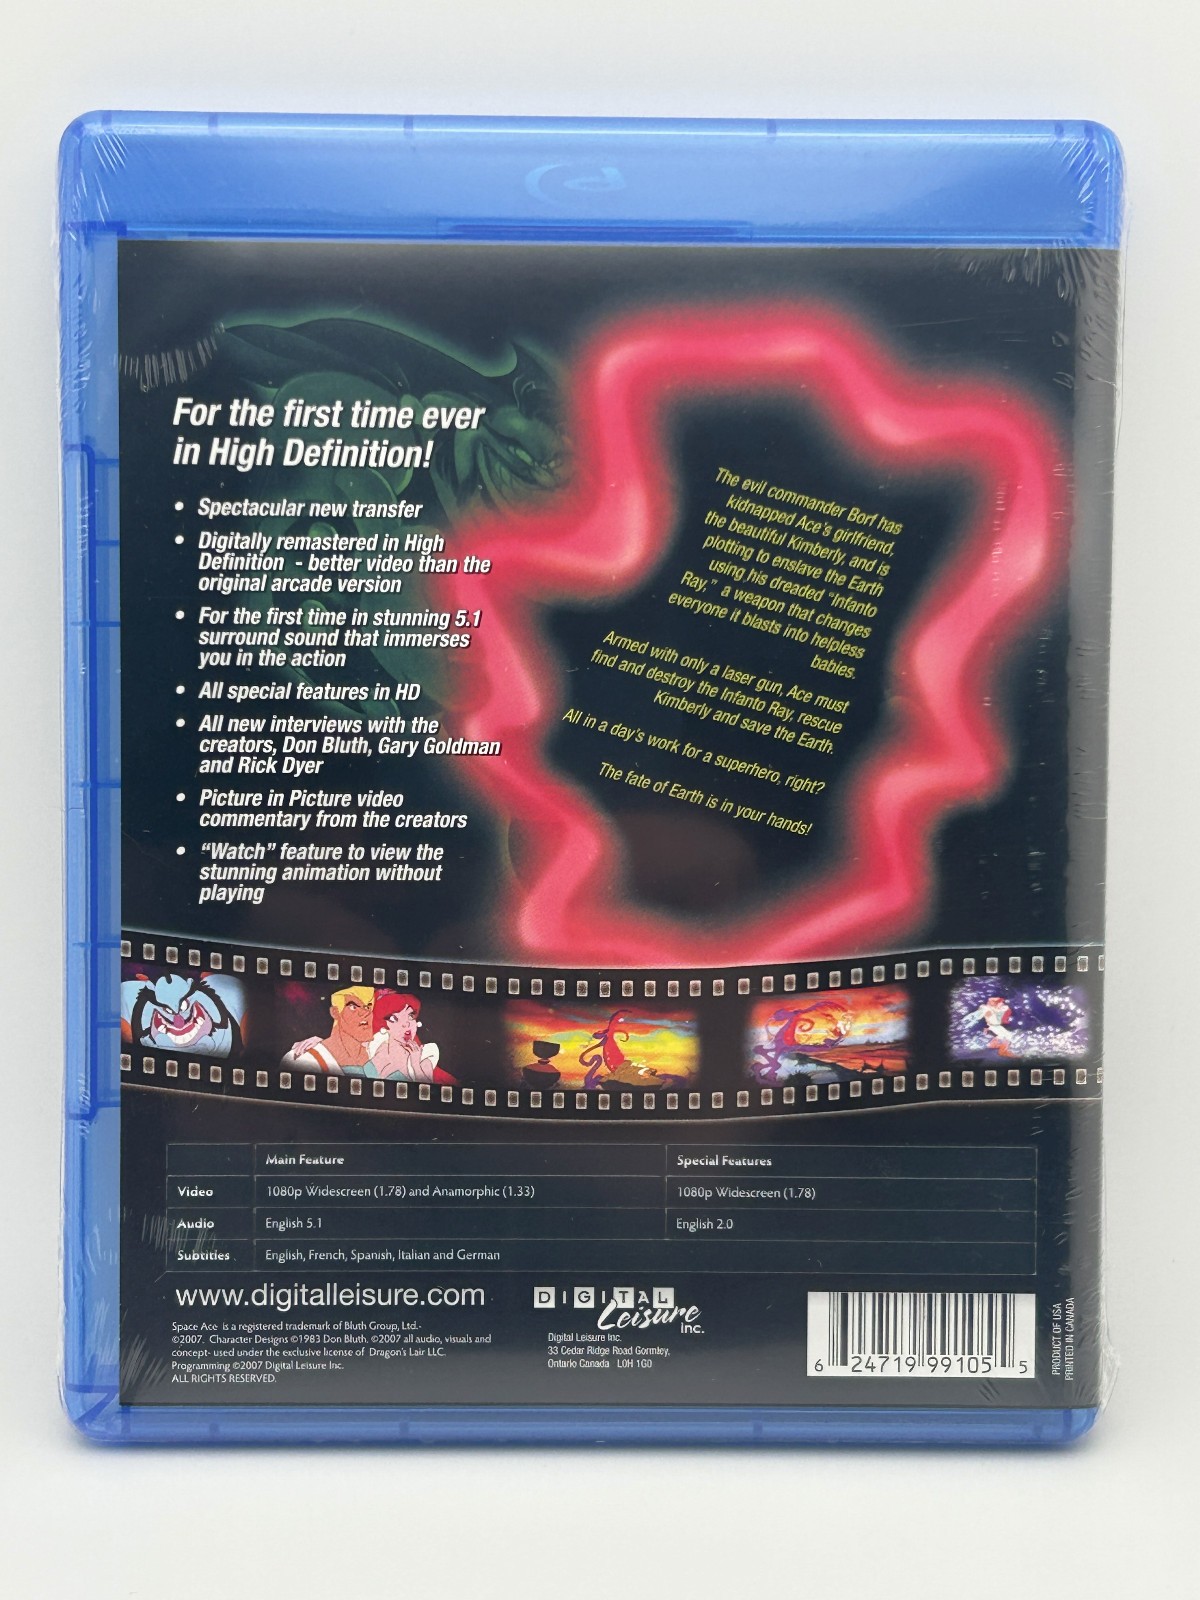 For the first time ever
in High Definition!
• Spectacular new transfer
• Digitally remastered in High
Definition - better video than the
original arcade version
• For the first time in stunning 5.1
surround sound that immerses
you in the action
• All special features in HD
• All new interviews with the
creators, Don Bluth, Gary Goldman
and Rick Dyer
• Picture in Picture video
commentary from the creators
• “Watch” feature to view the
stunning animation without
playing
The evil commander Borf has
kidnapped Ace's girlfriend,
the beautiful Kimberly, and is
plotting to enslave the Earth
using his dreaded “Infanto
Ray,” a weapon that changes
everyone it blasts into helpless
babies.
Armed with only a laser gun, Ace must
find and destroy the Infanto Ray, rescue
Kimberly and save the Earth.
All in a day's work for a superhero, right?
The fate of Earth is in your hands!
Main Feature Special Features
Video 1080p Widescreen (1.78) and Anamorphic (1.33) 1080p Widescreen (1.78)
Audio English 5.1 English 2.0
Subtitles English, French, Spanish, Italian and German
www.digitalleisure.com
Space Ace is a registered trademark of Bluth Group, Ltd.-
©2007. Character Designs ©1983 Don Bluth. ©2007 all audio, visuals and
concept- used under the exclusive license of Dragon's Lair LLC.
Programming ©2007 Digital Leisure Inc.
ALL RIGHTS RESERVED.
DIGITAL
Leisure
Inc.
Digital Leisure Inc.
33 Cedar Ridge Road Gormley,
Ontario Canada L0H 1G0
6 24719 99105 5
PRODUCT OF USA
PRINTED IN CANADA